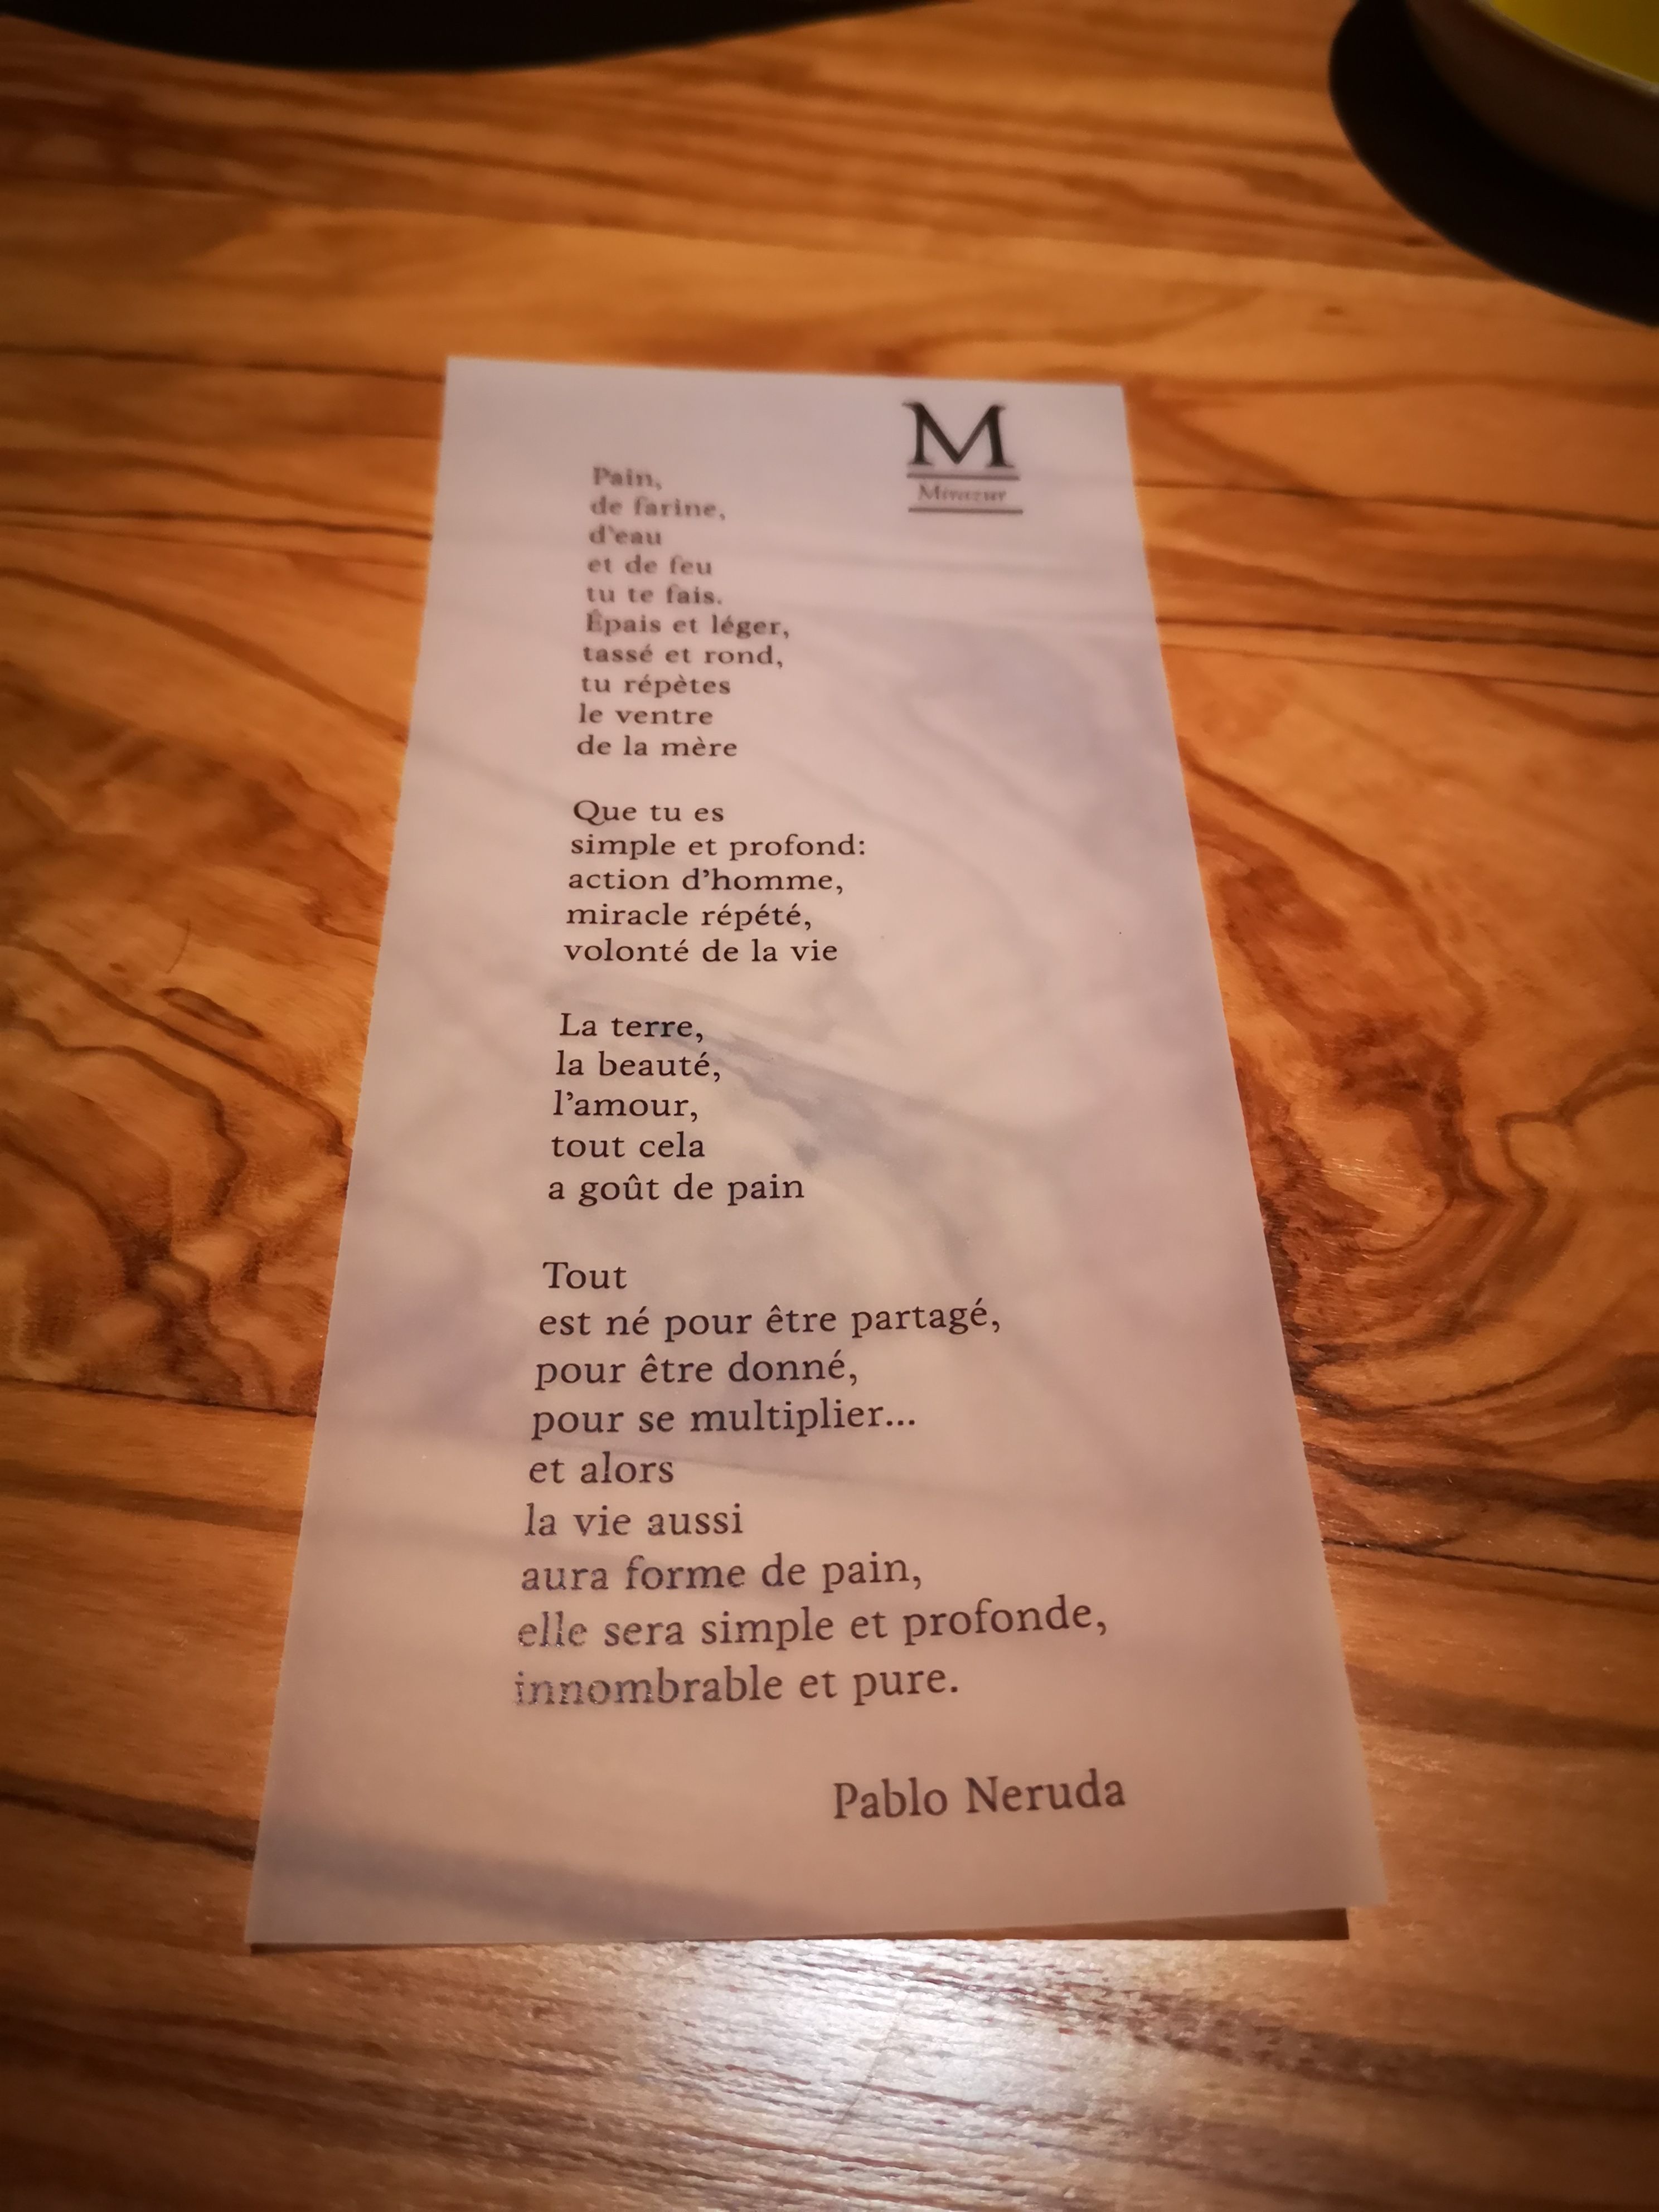 M
Mirazur
Pain,
de farine,
d'eau
et de feu
tu te fais.
Épais et léger,
tassé et rond,
tu répètes
le ventre
de la mère
Que tu es
simple et profond:
action d'homme,
miracle répété,
volonté de la vie
La terre,
la beauté,
l'amour,
tout cela
a goût de pain
Tout
est né pour être partagé,
pour être donné,
pour se multiplier...
et alors
la vie aussi
aura forme de pain,
elle sera simple et profonde,
innombrable et pure.
Pablo Neruda